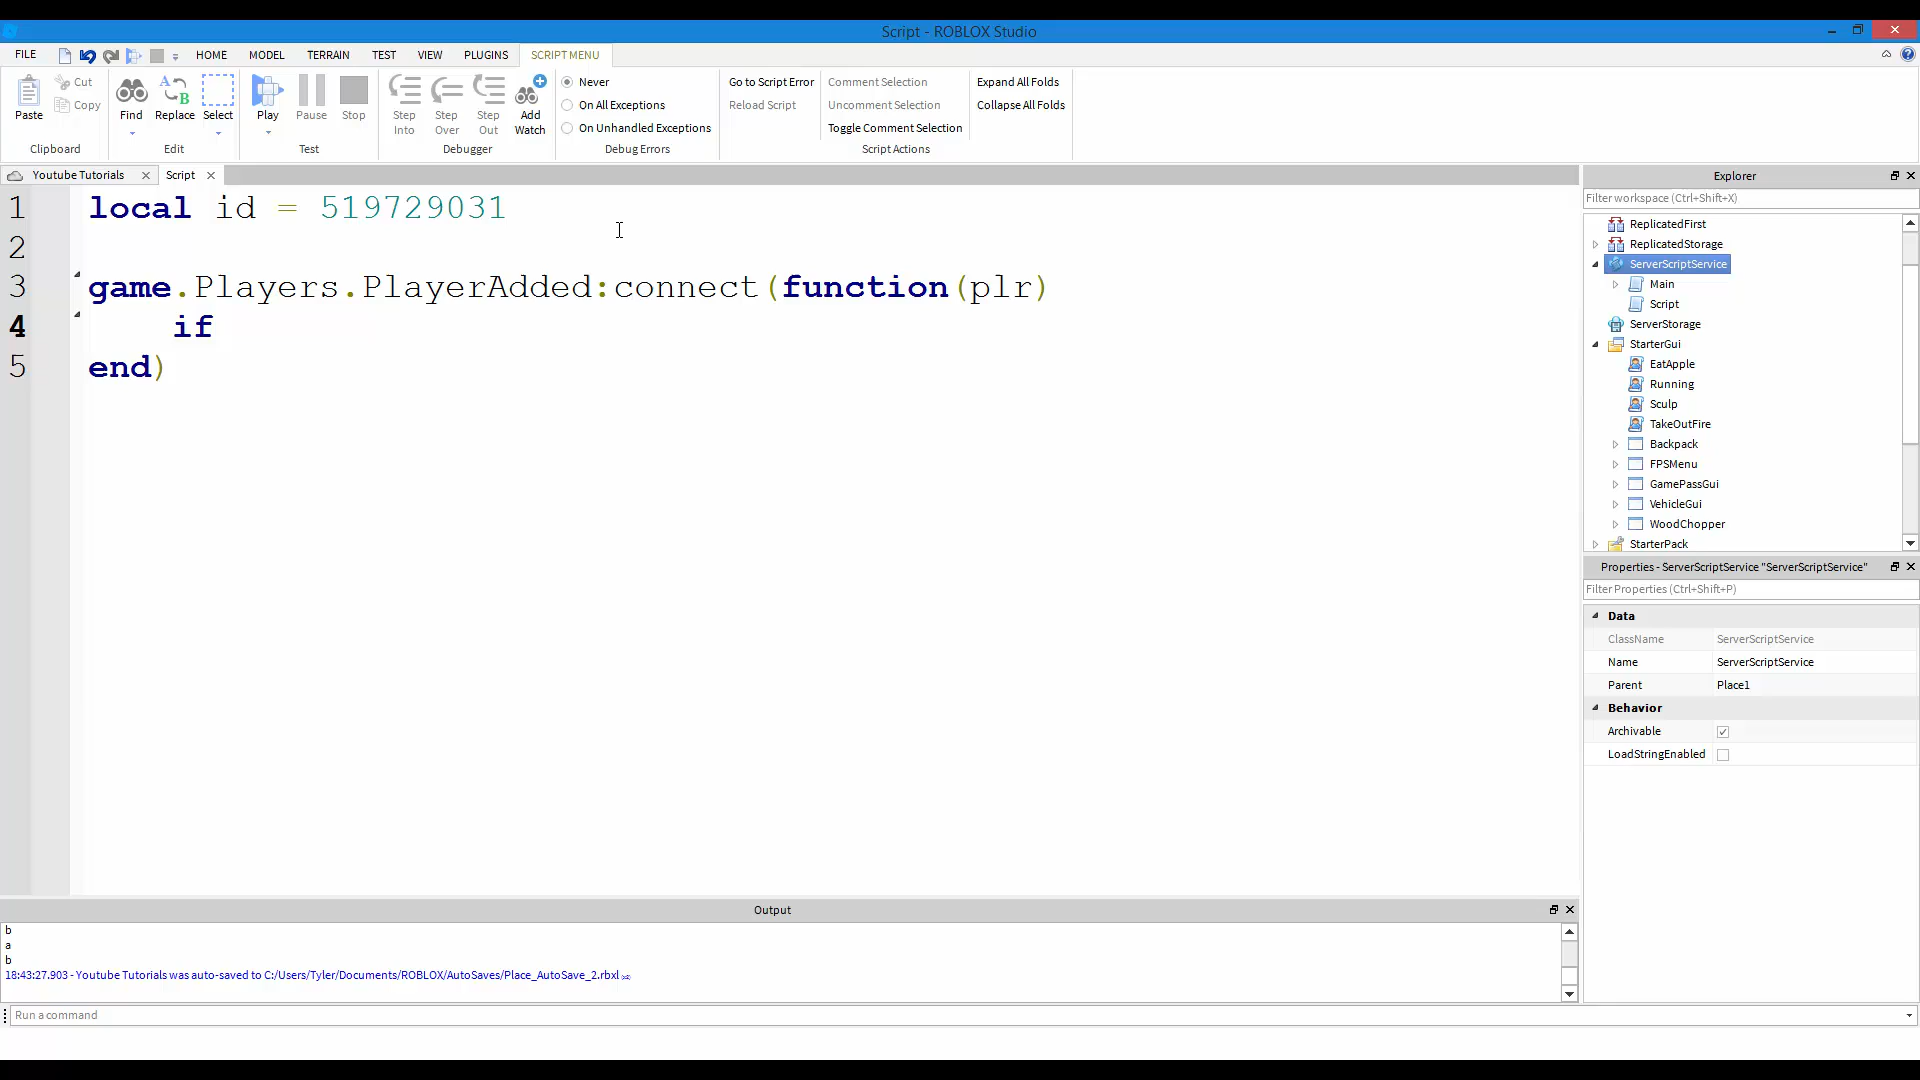 Script - ROBLOX Studio
FILE HOME MODEL TERRAIN TEST VIEW PLUGINS SCRIPT MENU
Paste Cut Copy Clipboard
Find Replace Select Edit
Play Pause Stop Test
Step Into Step Over Step Out Add Watch Debugger
Never
On All Exceptions
On Unhandled Exceptions
Debug Errors
Go to Script Error
Reload Script
Comment Selection
Uncomment Selection
Toggle Comment Selection
Script Actions
Expand All Folds
Collapse All Folds
Youtube Tutorials Script
1 local id = 519729031
2
3 game.Players.PlayerAdded:connect(function(plr)
4 if
5 end)
Explorer
Filter workspace (Ctrl+Shift+X)
ReplicatedFirst
ReplicatedStorage
ServerScriptService
Main
Script
ServerStorage
StarterGui
EatApple
Running
Sculp
TakeOutFire
Backpack
FPSMenu
GamePassGui
VehicleGui
WoodChopper
StarterPack
Properties - ServerScriptService "ServerScriptService"
Filter Properties (Ctrl+Shift+P)
Data
ClassName ServerScriptService
Name ServerScriptService
Parent Place1
Behavior
Archivable
LoadStringEnabled
Output
b
a
b
18:43:27.903 - Youtube Tutorials was auto-saved to C:/Users/Tyler/Documents/ROBLOX/AutoSaves/Place_AutoSave_2.rbxl
Run a command